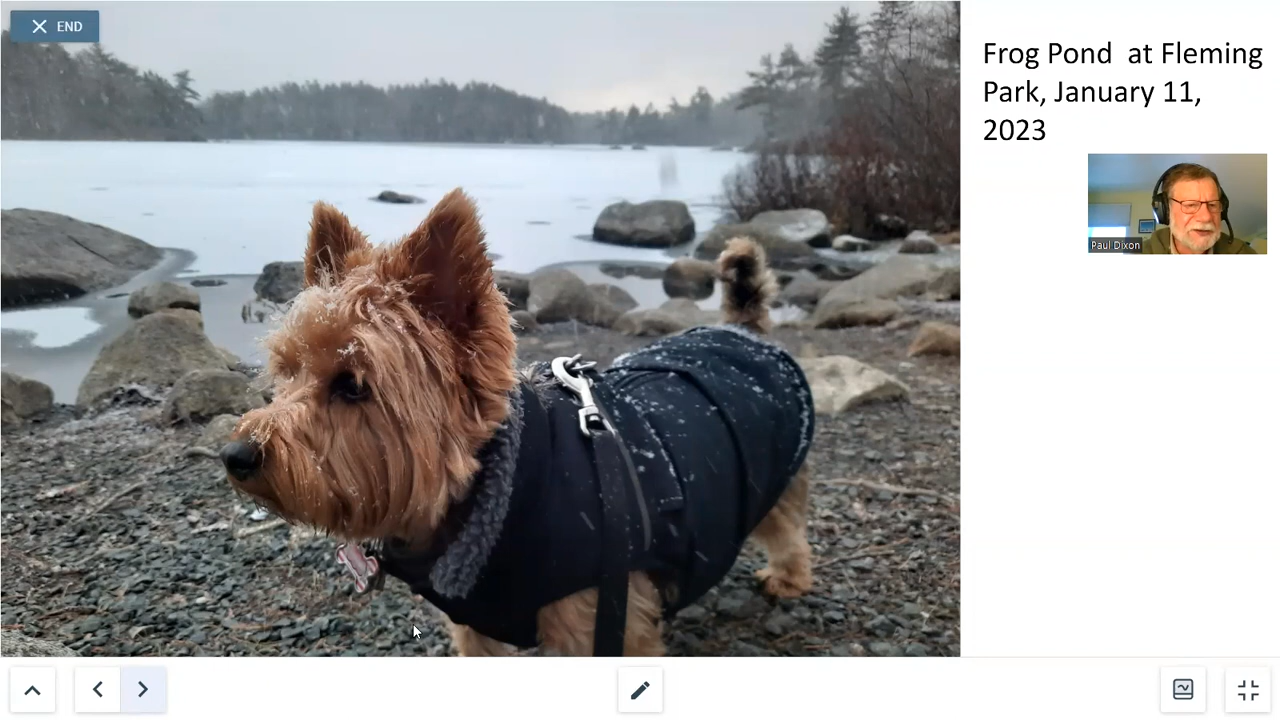 END
Frog Pond  at Fleming
Park, January 11,
2023
Paul Dixon